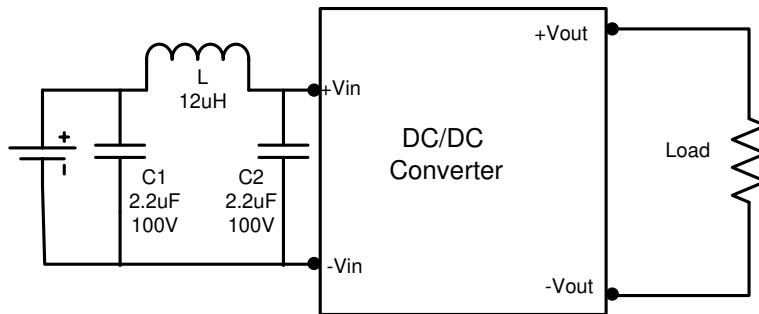 +
-
C1
2.2uF
100V
L
12uH
C2
2.2uF
100V
+Vin
-Vin
DC/DC
Converter
+Vout
-Vout
Load